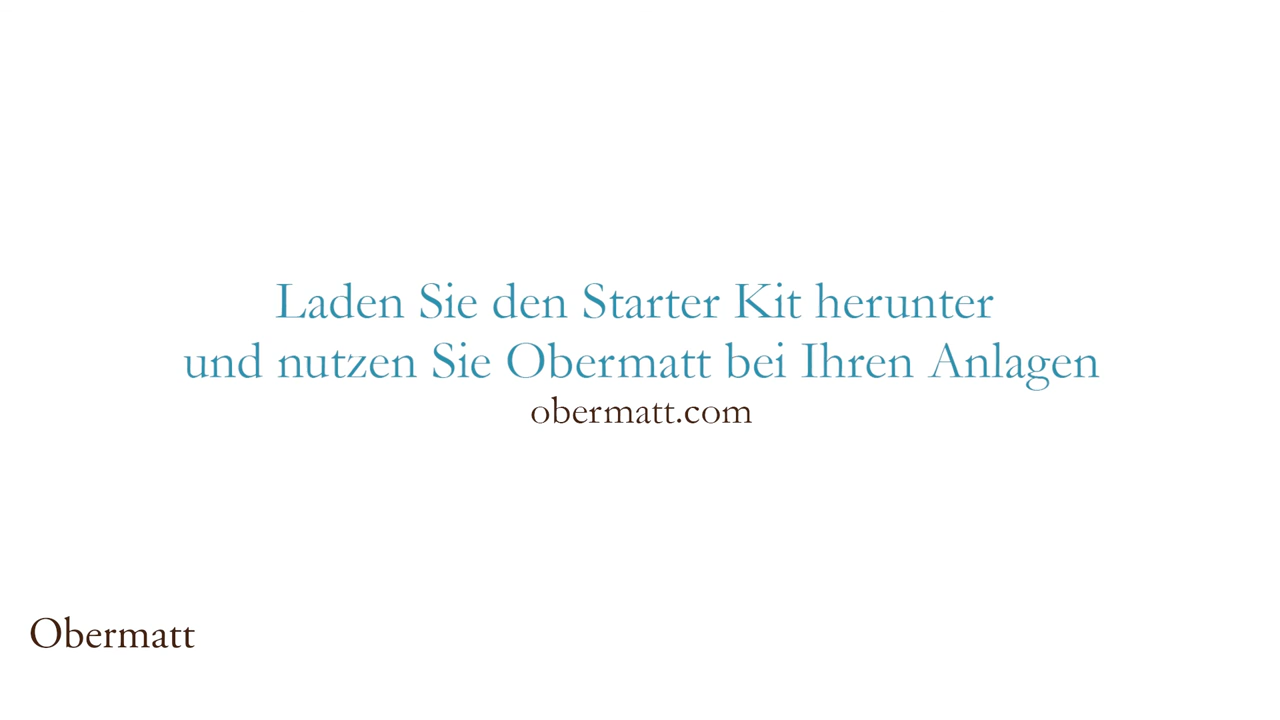 Laden Sie den Starter Kit herunter
und nutzen Sie Obermatt bei Ihren Anlagen
obermatt.com
Obermatt